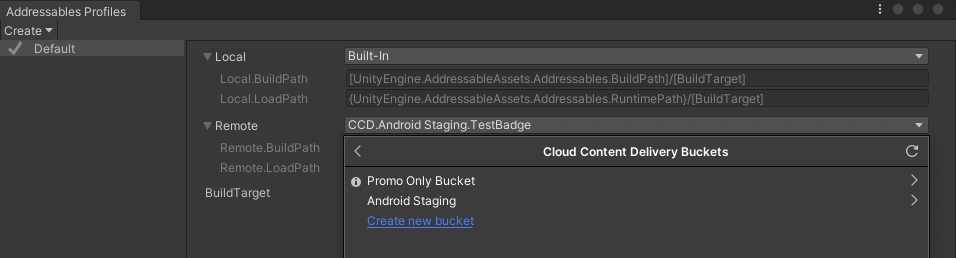 Addressables Profiles
Create
Default
Local
Built-In
Local.BuildPath
[UnityEngine.AddressableAssets.Addressables.BuildPath]/[BuildTarget]
Local.LoadPath
{UnityEngine.AddressableAssets.Addressables.RuntimePath}/[BuildTarget]
Remote
CCD.Android Staging.TestBadge
Remote.BuildPath
Remote.LoadPath
BuildTarget
Cloud Content Delivery Buckets
Promo Only Bucket
Android Staging
Create new bucket